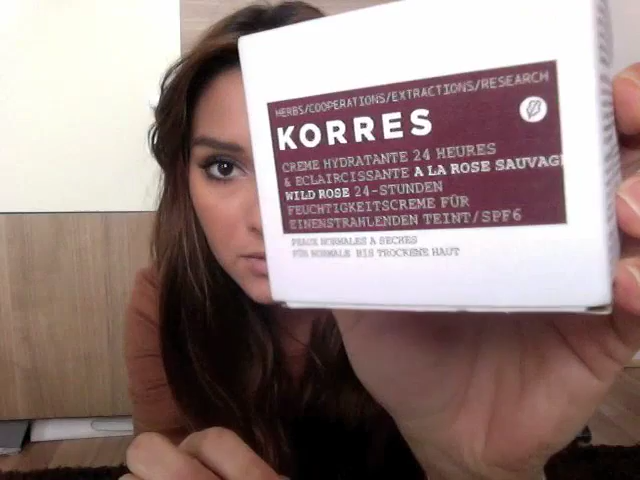 HERBS/COOPERATIONS/EXTRACTIONS/RESEARCH
KORRES
CREME HYDRATANTE 24 HEURES
& ECLAIRCISSANTE A LA ROSE SAUVAGE
WILD ROSE 24-STUNDEN
FEUCHTIGKEITSCREME FÜR
EINENSTRAHLENDEN TEINT/SPF6
PEAUX NORMALES A SECHES
FÜR NORMALE BIS TROCKENE HAUT